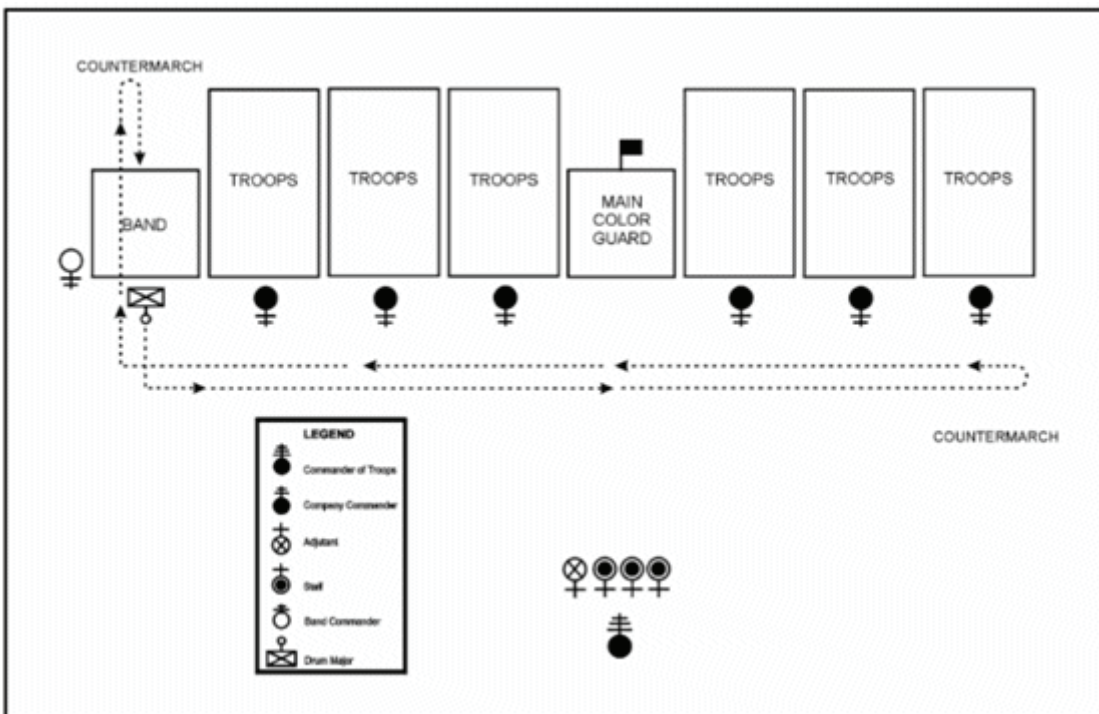 COUNTERMARCH
TROOPS
TROOPS
TROOPS
TROOPS
TROOPS
TROOPS
BAND
MAIN
COLOR
GUARD
COUNTERMARCH
LEGEND
Commander of Troops
Company Commander
Adjutant
Staff
Band Commander
Drum Major